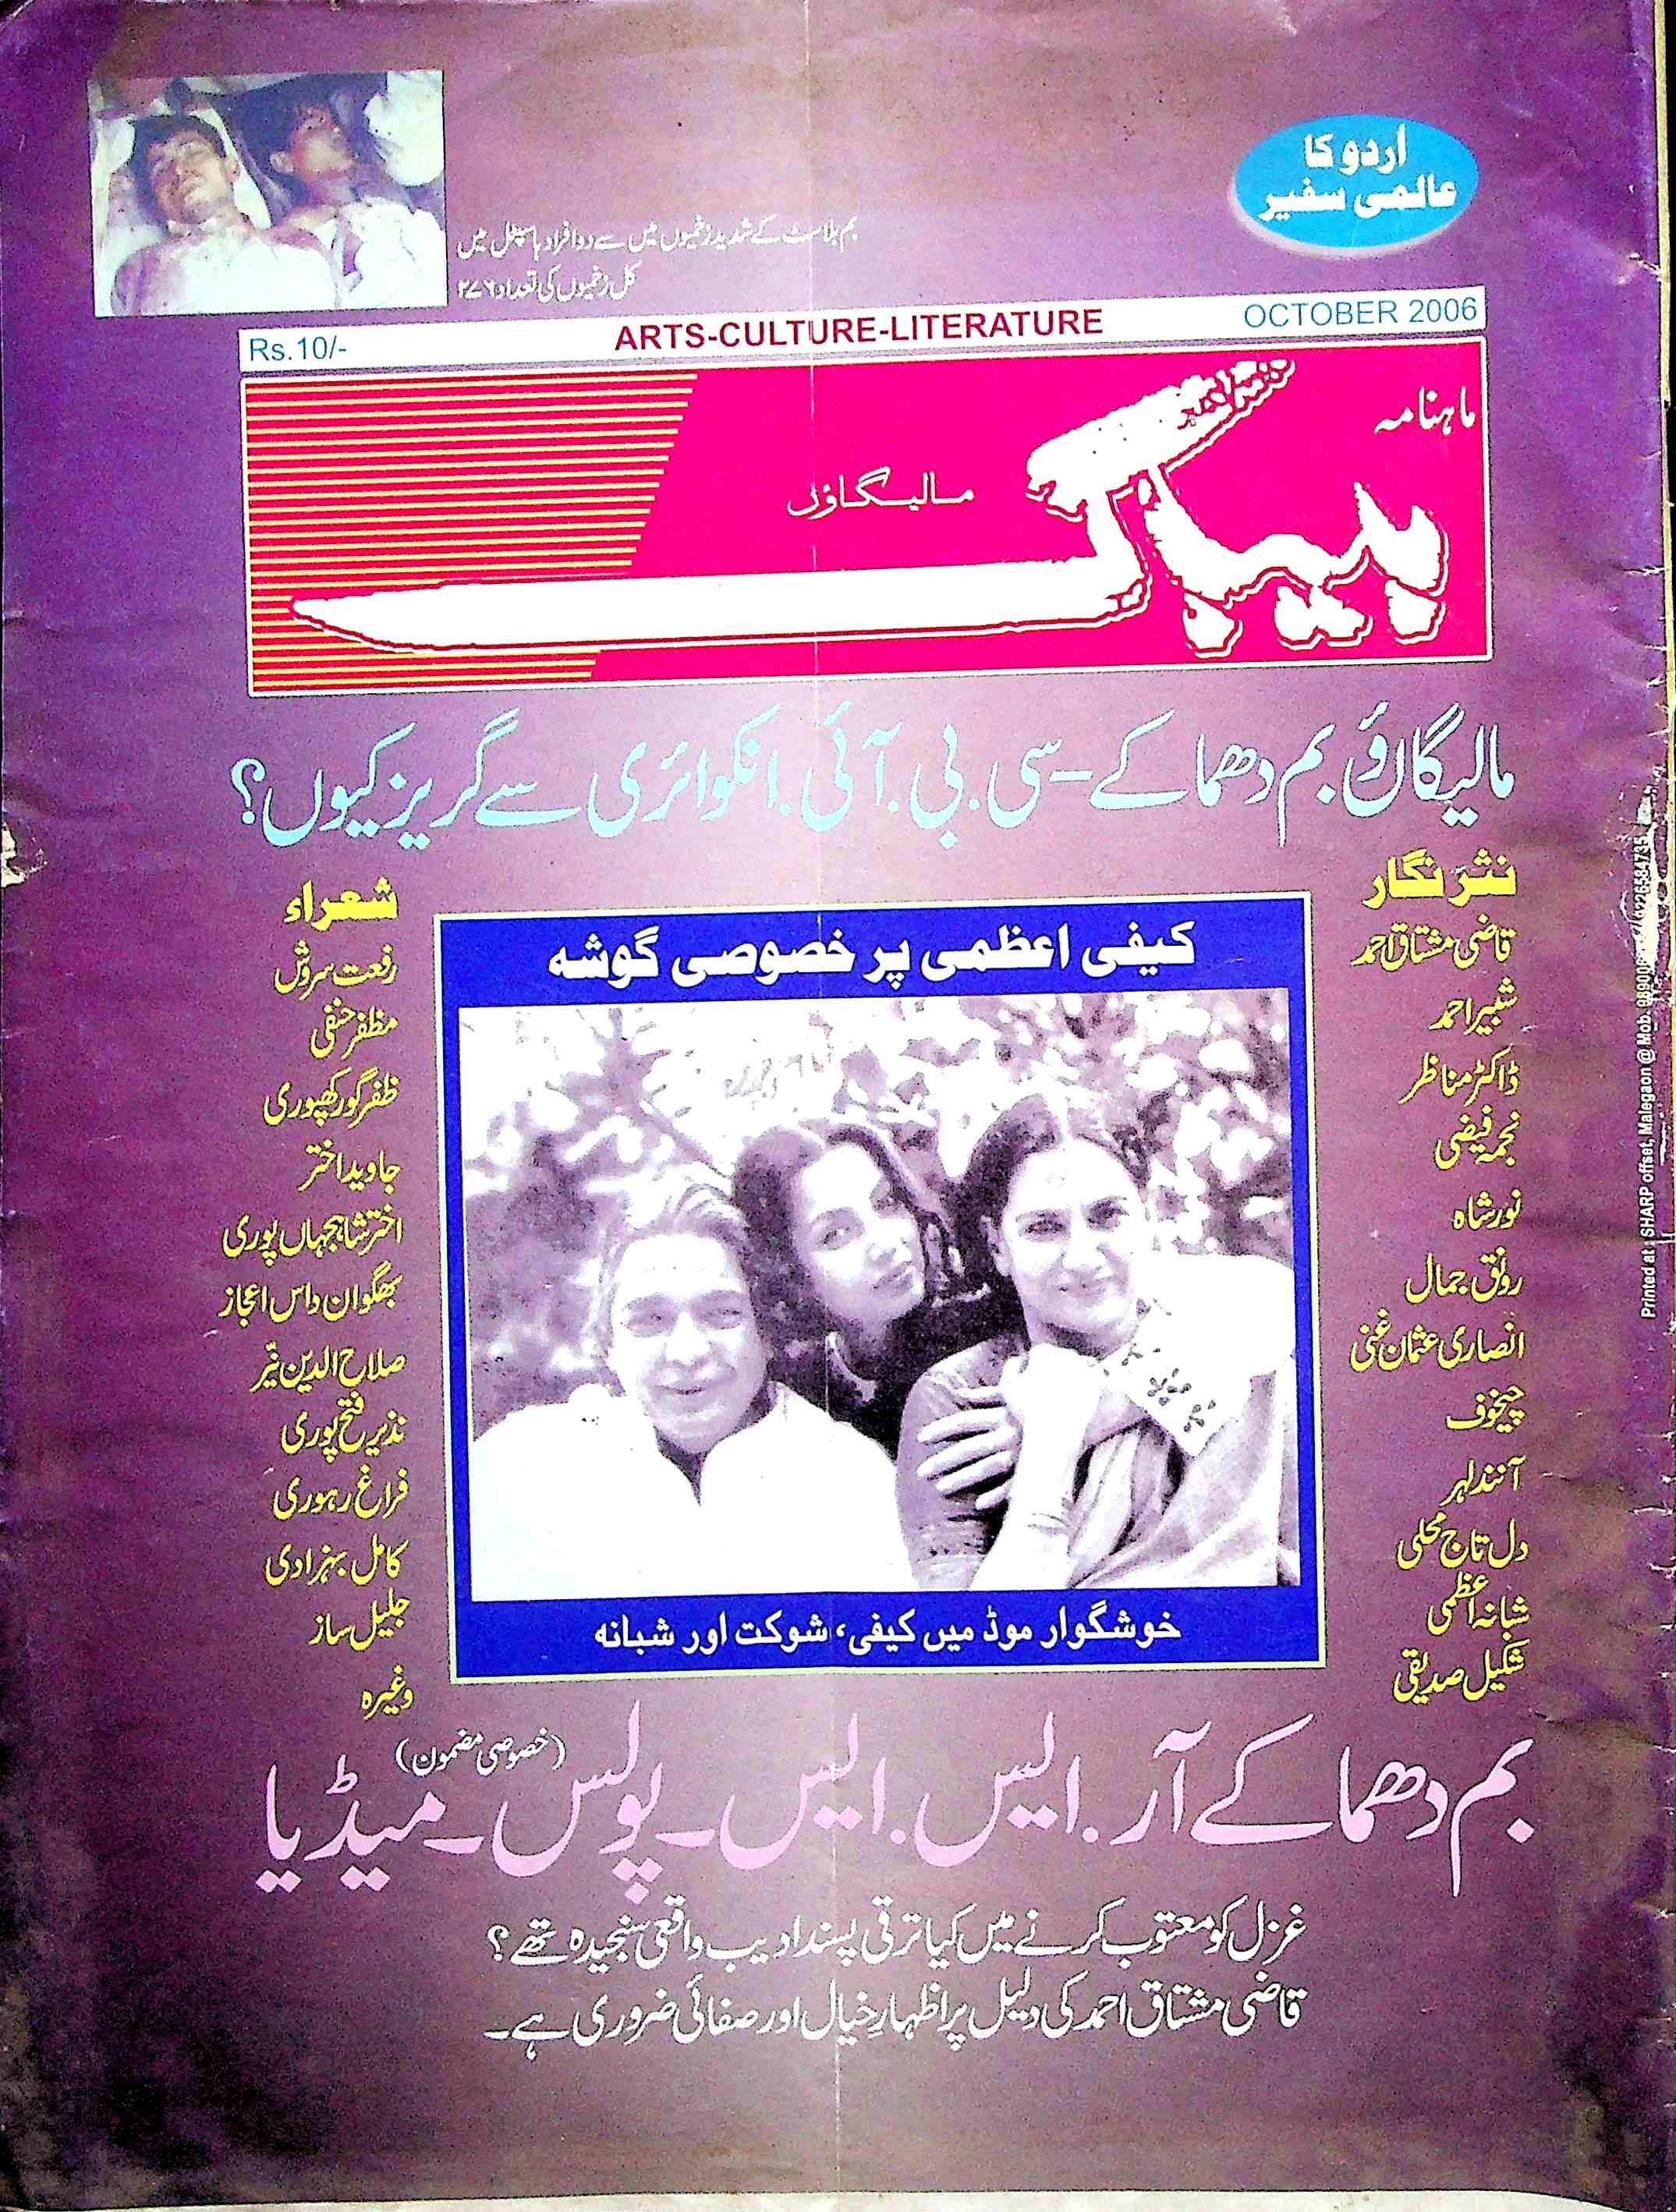 اردو کا
عالمی سفیر
بم بلاسٹ کے شدید زخمیوں میں سے دو افراد ہاسپٹل میں
کل زخمیوں کی تعداد ۲۷۶
Rs.10/- ARTS-CULTURE-LITERATURE OCTOBER 2006
ماہنامہ
بیباک
مالیگاؤں
مالیگاؤں بم دھماکے-سی.بی.آئی.انکوائری سے گریز کیوں؟
نثر نگار
قاضی مشتاق احمد
شبیر احمد
ڈاکٹر مناظر
نجمہ فیضی
نور شاہ
رونق جمال
انصاری عثمان غنی
چیخوف
آنند لہر
دل تاج محلی
شبانہ اعظمی
شکیل صدیقی
کیفی اعظمی پر خصوصی گوشہ
خوشگوار موڈ میں کیفی، شوکت اور شبانہ
شعراء
رفعت سروش
مظفر حنفی
ظفر گورکھپوری
جاوید اختر
اختر شاہجہاں پوری
بھگوان داس اعجاز
صلاح الدین نیّر
نذیر فتح پوری
فراغ رہوری
کامل بہزادی
جلیل ساز
وغیرہ
بم دھماکے آر.ایس.ایس۔پولس۔میڈیا
(خصوصی مضمون)
غزل کو معتوب کرنے میں کیا ترقی پسند ادیب واقعی سنجیدہ تھے؟
قاضی مشتاق احمد کی دلیل پر اظہارِ خیال اور صفائی ضروری ہے۔
Printed at : SHARP offset, Malegaon @ Mob.